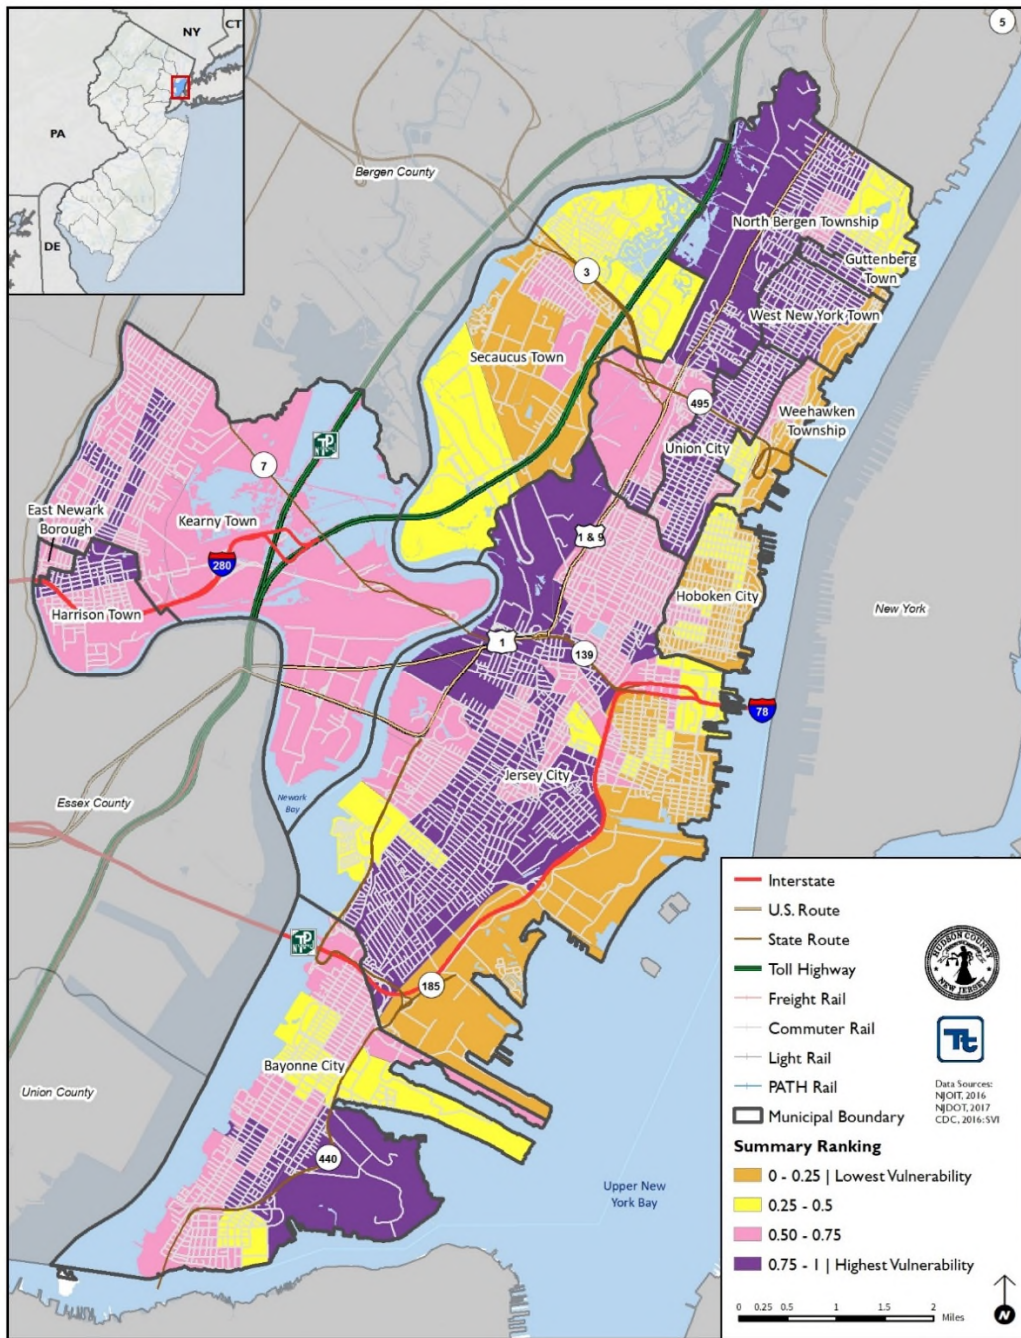 NY
CT
PA
DE
5
Bergen County
North Bergen Township
Guttenberg
Town
West New York Town
3
Secaucus Town
495
Weehawken
Township
Union City
7
East Newark
Borough
Kearny Town
280
1 & 9
Hoboken City
New York
Harrison Town
1
139
78
Jersey City
Essex County
Newark
Bay
185
Bayonne City
Union County
440
Upper New
York Bay
Interstate
U.S. Route
State Route
Toll Highway
Freight Rail
Commuter Rail
Light Rail
PATH Rail
Municipal Boundary
HUDSON COUNTY
NEW JERSEY
Tt
Data Sources:
NJOIT, 2016
NJDOT, 2017
CDC, 2016: SVI
Summary Ranking
0 - 0.25 | Lowest Vulnerability
0.25 - 0.5
0.50 - 0.75
0.75 - 1 | Highest Vulnerability
0 0.25 0.5 1 1.5 2
Miles
N